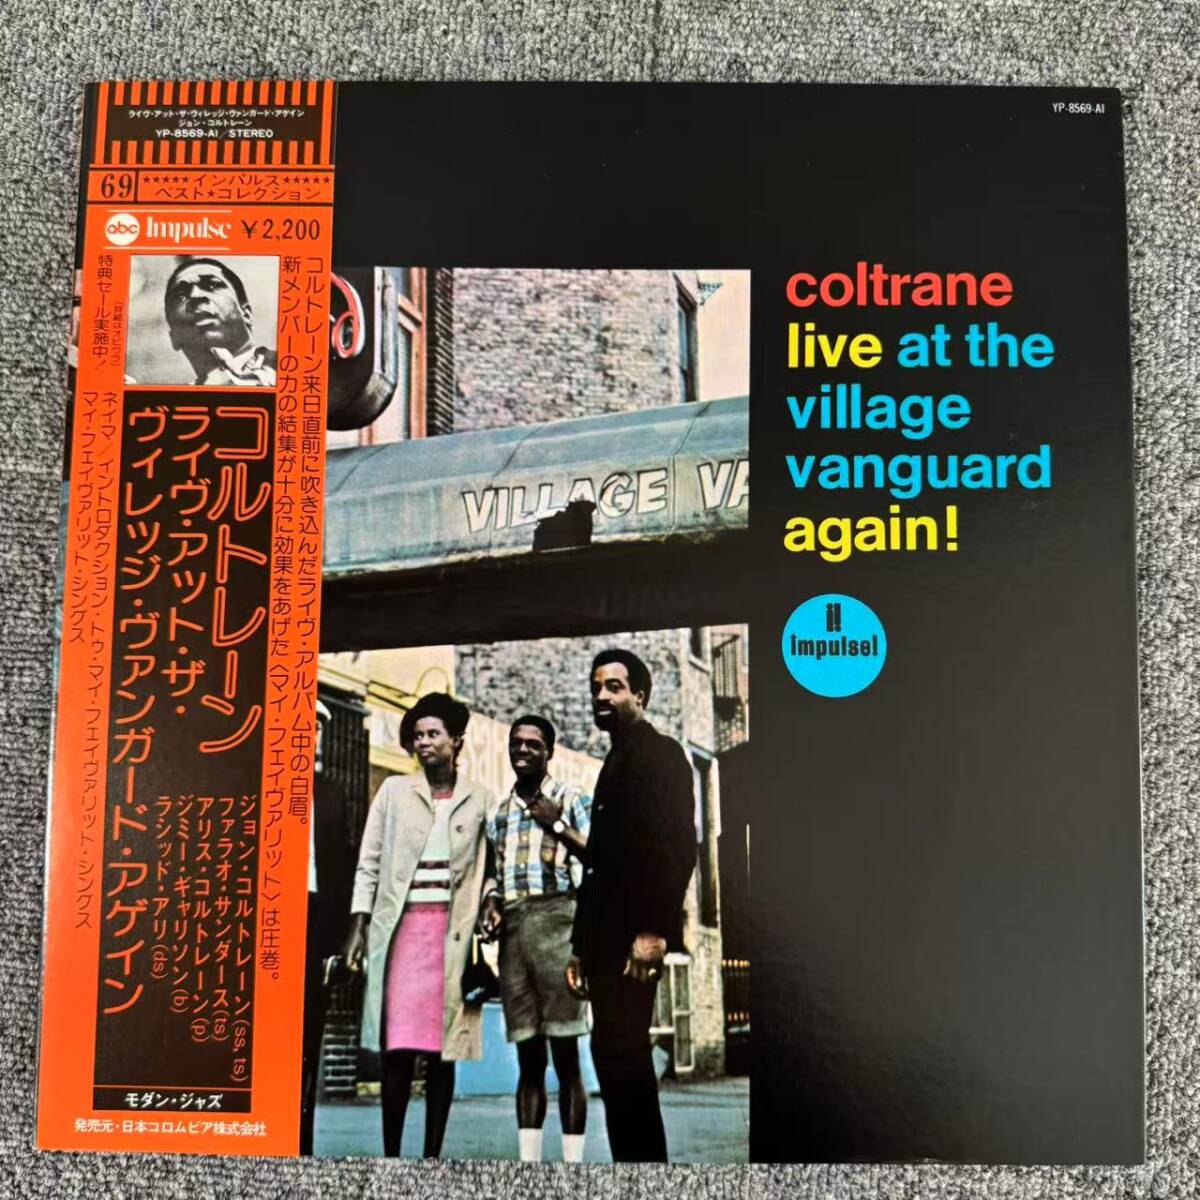 ライヴ・アット・ザ・ヴィレッジ・ヴァンガード・アゲイン
ジョン・コルトレーン
YP-8569-AI/STEREO
69
★★★★★インパルス★★★★★
ベスト★コレクション
abc Impulse ¥2,200
コルトレーン来日直前に吹き込んだライヴ・アルバム中の白眉。
新メンバーの力の結集が十分に効果をあげた〈マイ・フェイヴァリット〉は圧巻。
特典セール実施中!
(詳細はオビウラ)
コルトレーン
ライヴ・アット・ザ・
ヴィレッジ・ヴァンガード・アゲイン
ジョン・コルトレーン(ss,ts)
ファラオ・サンダース(ts)
アリス・コルトレーン(p)
ジミー・ギャリソン(b)
ラシッド・アリ(ds)
ネイマ/イントロダクション・トゥ・マイ・フェイヴァリット・シングス
マイ・フェイヴァリット・シングス
モダン・ジャズ
発売元・日本コロムビア株式会社
YP-8569-AI
coltrane
live at the
village
vanguard
again!
i!
impulse!
VILLAGE VA